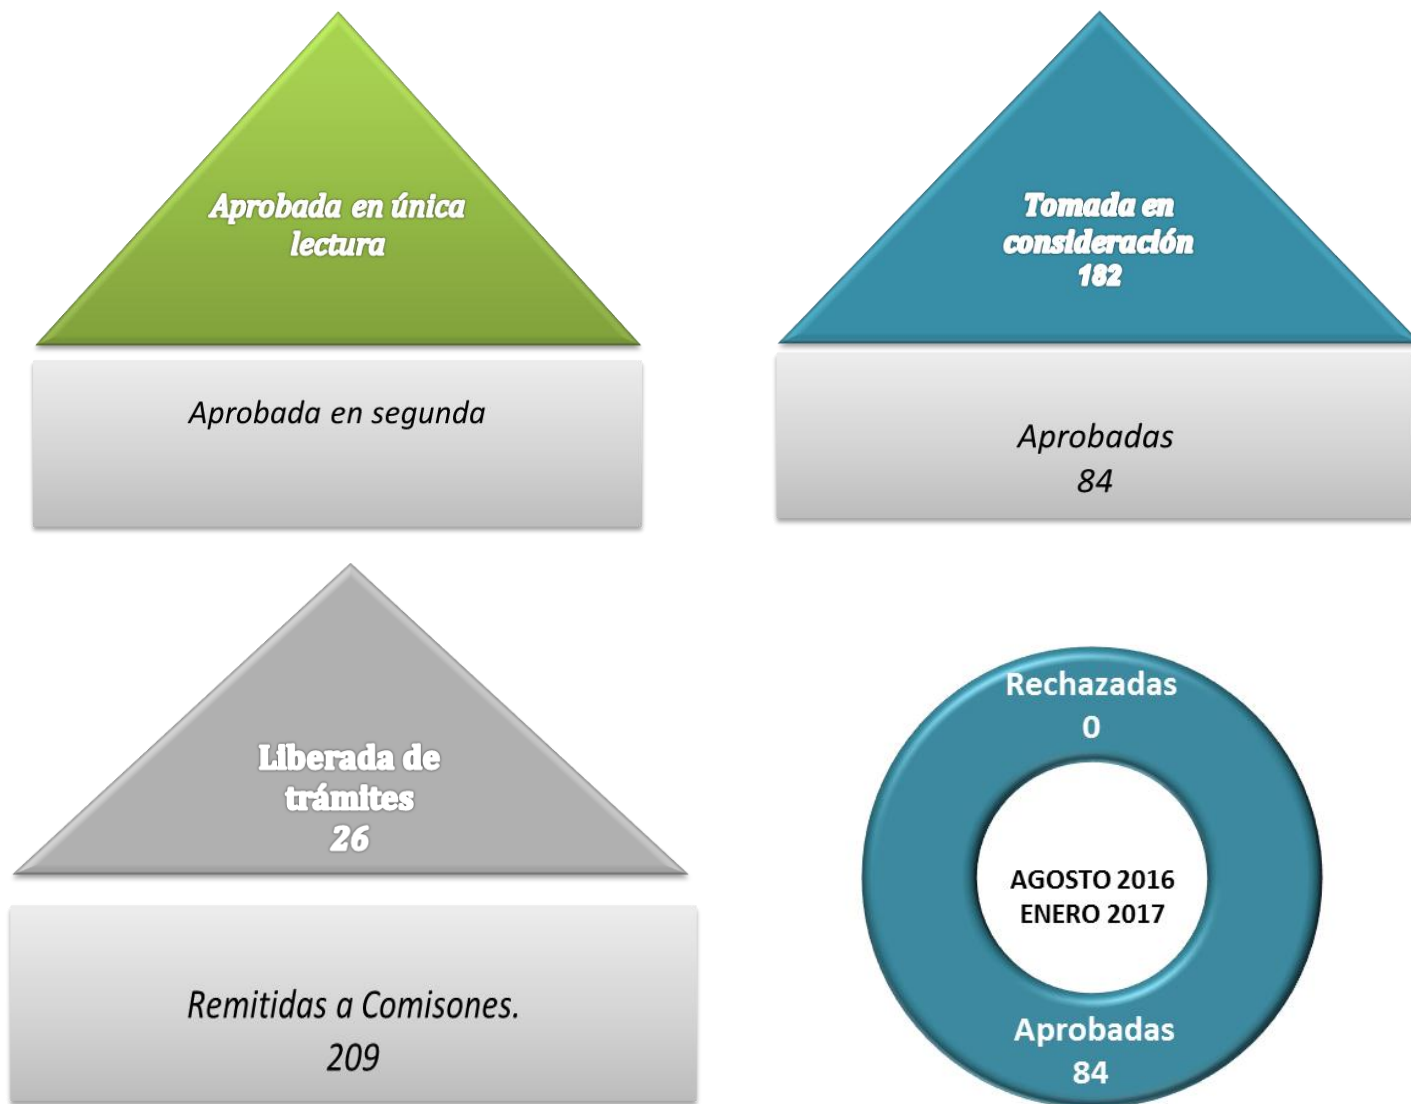 Aprobada en única
lectura
Aprobada en segunda
Tomada en
consideración
182
Aprobadas
84
Liberada de
trámites
26
Remitidas a Comisones.
209
Rechazadas
0
AGOSTO 2016
ENERO 2017
Aprobadas
84